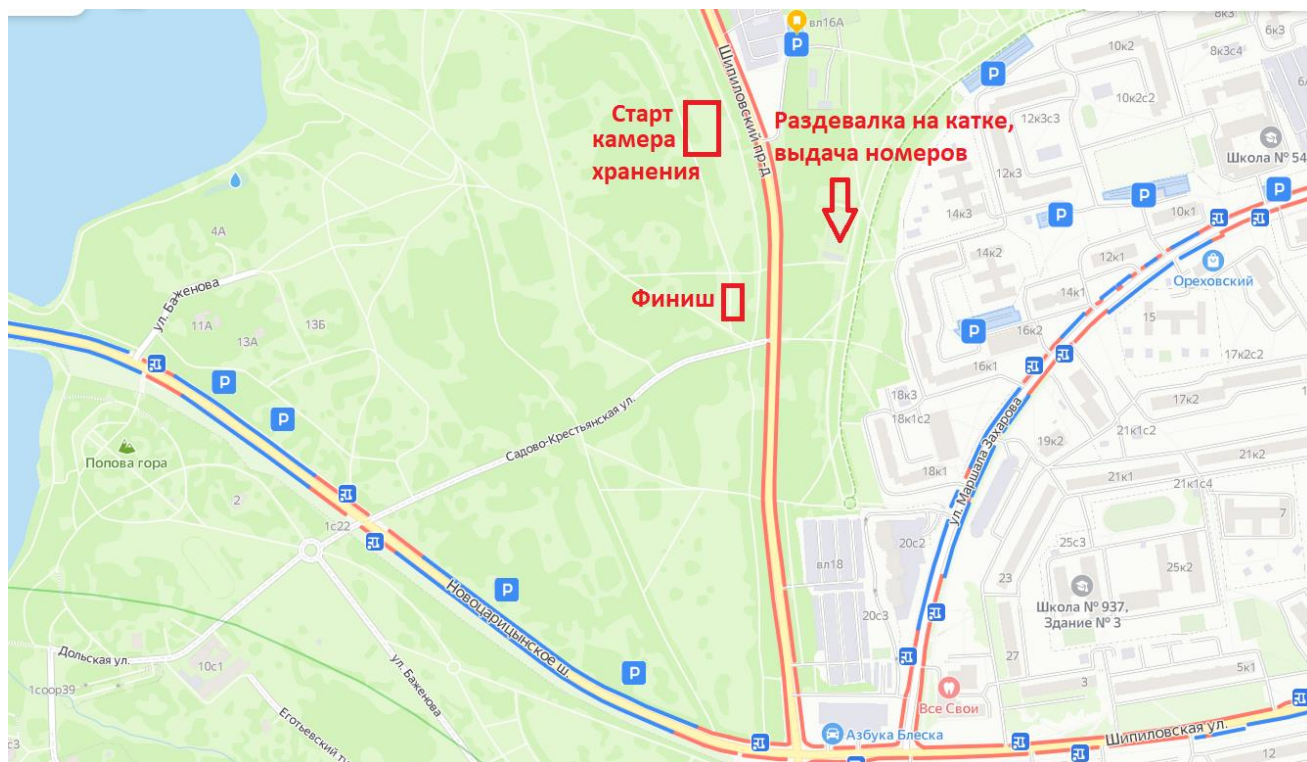 вл16А
Р
8к3
6к3
10к2
8к3с4
Р
10к2с2
Шипиловский пр-д
Старт
камера
хранения
Раздевалка на катке,
выдача номеров
12к3с3
Школа № 54
12к3
Р
Р
14к3
Р
10к1
4А
14к2
12к1
Ореховский
ул. Баженова
14к1
Финиш
11А
13Б
13А
15
Р
16к2
17к2с2
16к1
Р
18к3
17к2
Р
18к1с2
Садово-Крестьянская ул.
ул. Маршала Захарова
19к2
21к1с2
21к2
Попова гора
18к1
21к1
21к1с4
2
1с22
7
20с2
25с3
вл18
25к2
23
Новоцарицынское ш.
Р
20с3
Школа № 937,
Здание № 3
Дольская ул.
10с1
27
ул. Баженова
5к1
Р
3
1соор39
Все Свои
Еготьевский ту
Азбука Блеска
Шипиловская ул.
с3
12